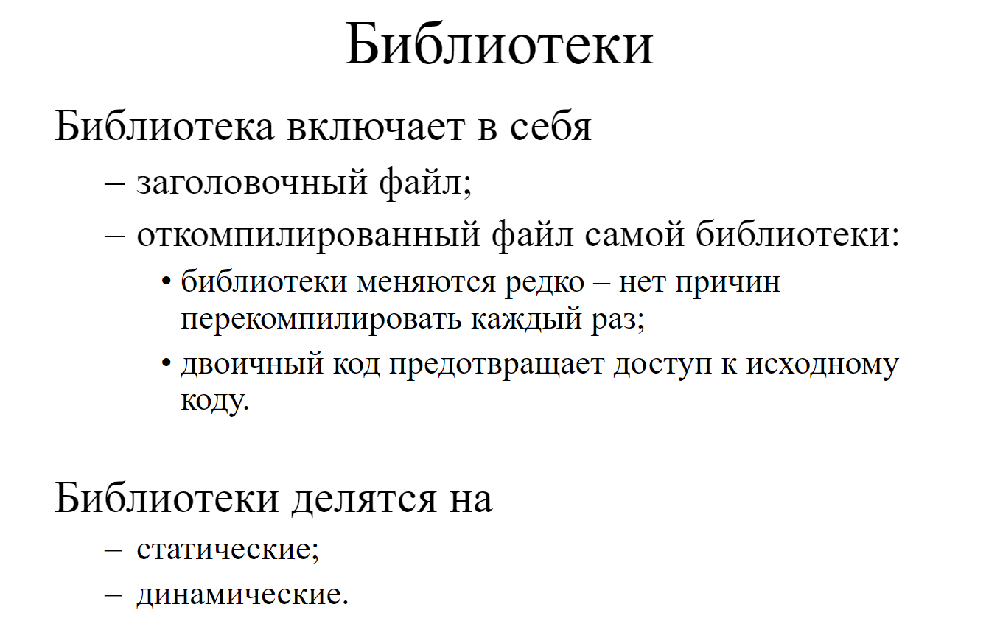 Библиотеки
Библиотека включает в себя
– заголовочный файл;
– откомпилированный файл самой библиотеки:
• библиотеки меняются редко – нет причин
перекомпилировать каждый раз;
• двоичный код предотвращает доступ к исходному
коду.
Библиотеки делятся на
– статические;
– динамические.